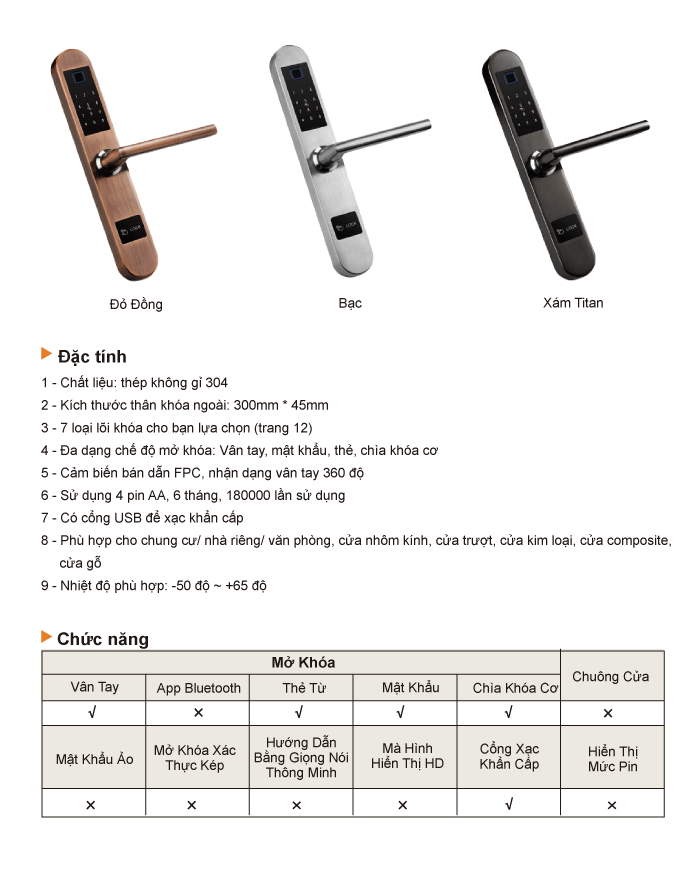 Đỏ Đồng
Bạc
Xám Titan
Đặc tính
1 - Chất liệu: thép không gỉ 304
2 - Kích thước thân khóa ngoài: 300mm * 45mm
3 - 7 loại lõi khóa cho bạn lựa chọn (trang 12)
4 - Đa dạng chế độ mở khóa: Vân tay, mật khẩu, thẻ, chìa khóa cơ
5 - Cảm biến bán dẫn FPC, nhận dạng vân tay 360 độ
6 - Sử dụng 4 pin AA, 6 tháng, 180000 lần sử dụng
7 - Có cổng USB để xạc khẩn cấp
8 - Phù hợp cho chung cư/ nhà riêng/ văn phòng, cửa nhôm kính, cửa trượt, cửa kim loại, cửa composite,
cửa gỗ
9 - Nhiệt độ phù hợp: -50 độ ~ +65 độ
Chức năng
Mở Khóa
Chuông Cửa
Vân Tay App Bluetooth Thẻ Từ Mật Khẩu Chìa Khóa Cơ
√ × √ √ √ ×
Mật Khẩu Ảo
Mở Khóa Xác
Thực Kép
Hướng Dẫn
Bằng Giọng Nói
Thông Minh
Mà Hình
Hiển Thị HD
Cổng Xạc
Khẩn Cấp
Hiển Thị
Mức Pin
× × × × √ ×